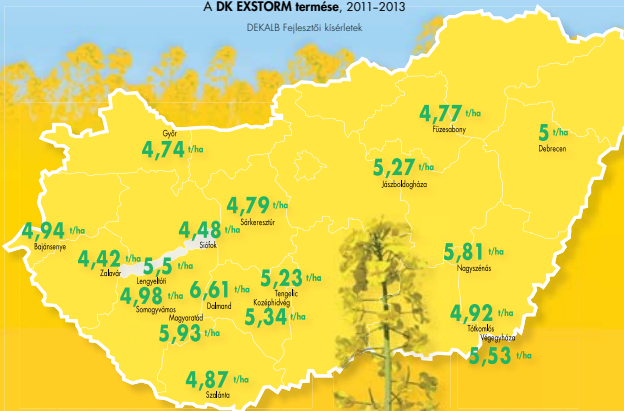 A DK EXSTORM termése, 2011–2013
DEKALB Fejlesztői kísérletek
4,77 t/ha
Füzesabony
5 t/ha
Debrecen
Győr
4,74 t/ha
5,27 t/ha
Jászboldogháza
4,79 t/ha
Sárkeresztúr
4,94 t/ha
Bajánsenye
4,48 t/ha
Siófok
4,42 t/ha
Zalavár
5,5 t/ha
Lengyeltóti
5,81 t/ha
Nagyszénás
4,98 t/ha
Somogyvámos
6,61 t/ha
Dalmand
5,23 t/ha
Tengelic
Középhídvég
5,34 t/ha
Magyaratád
5,93 t/ha
4,92 t/ha
Tótkomlós
Végegyháza
5,53 t/ha
4,87 t/ha
Szalánta